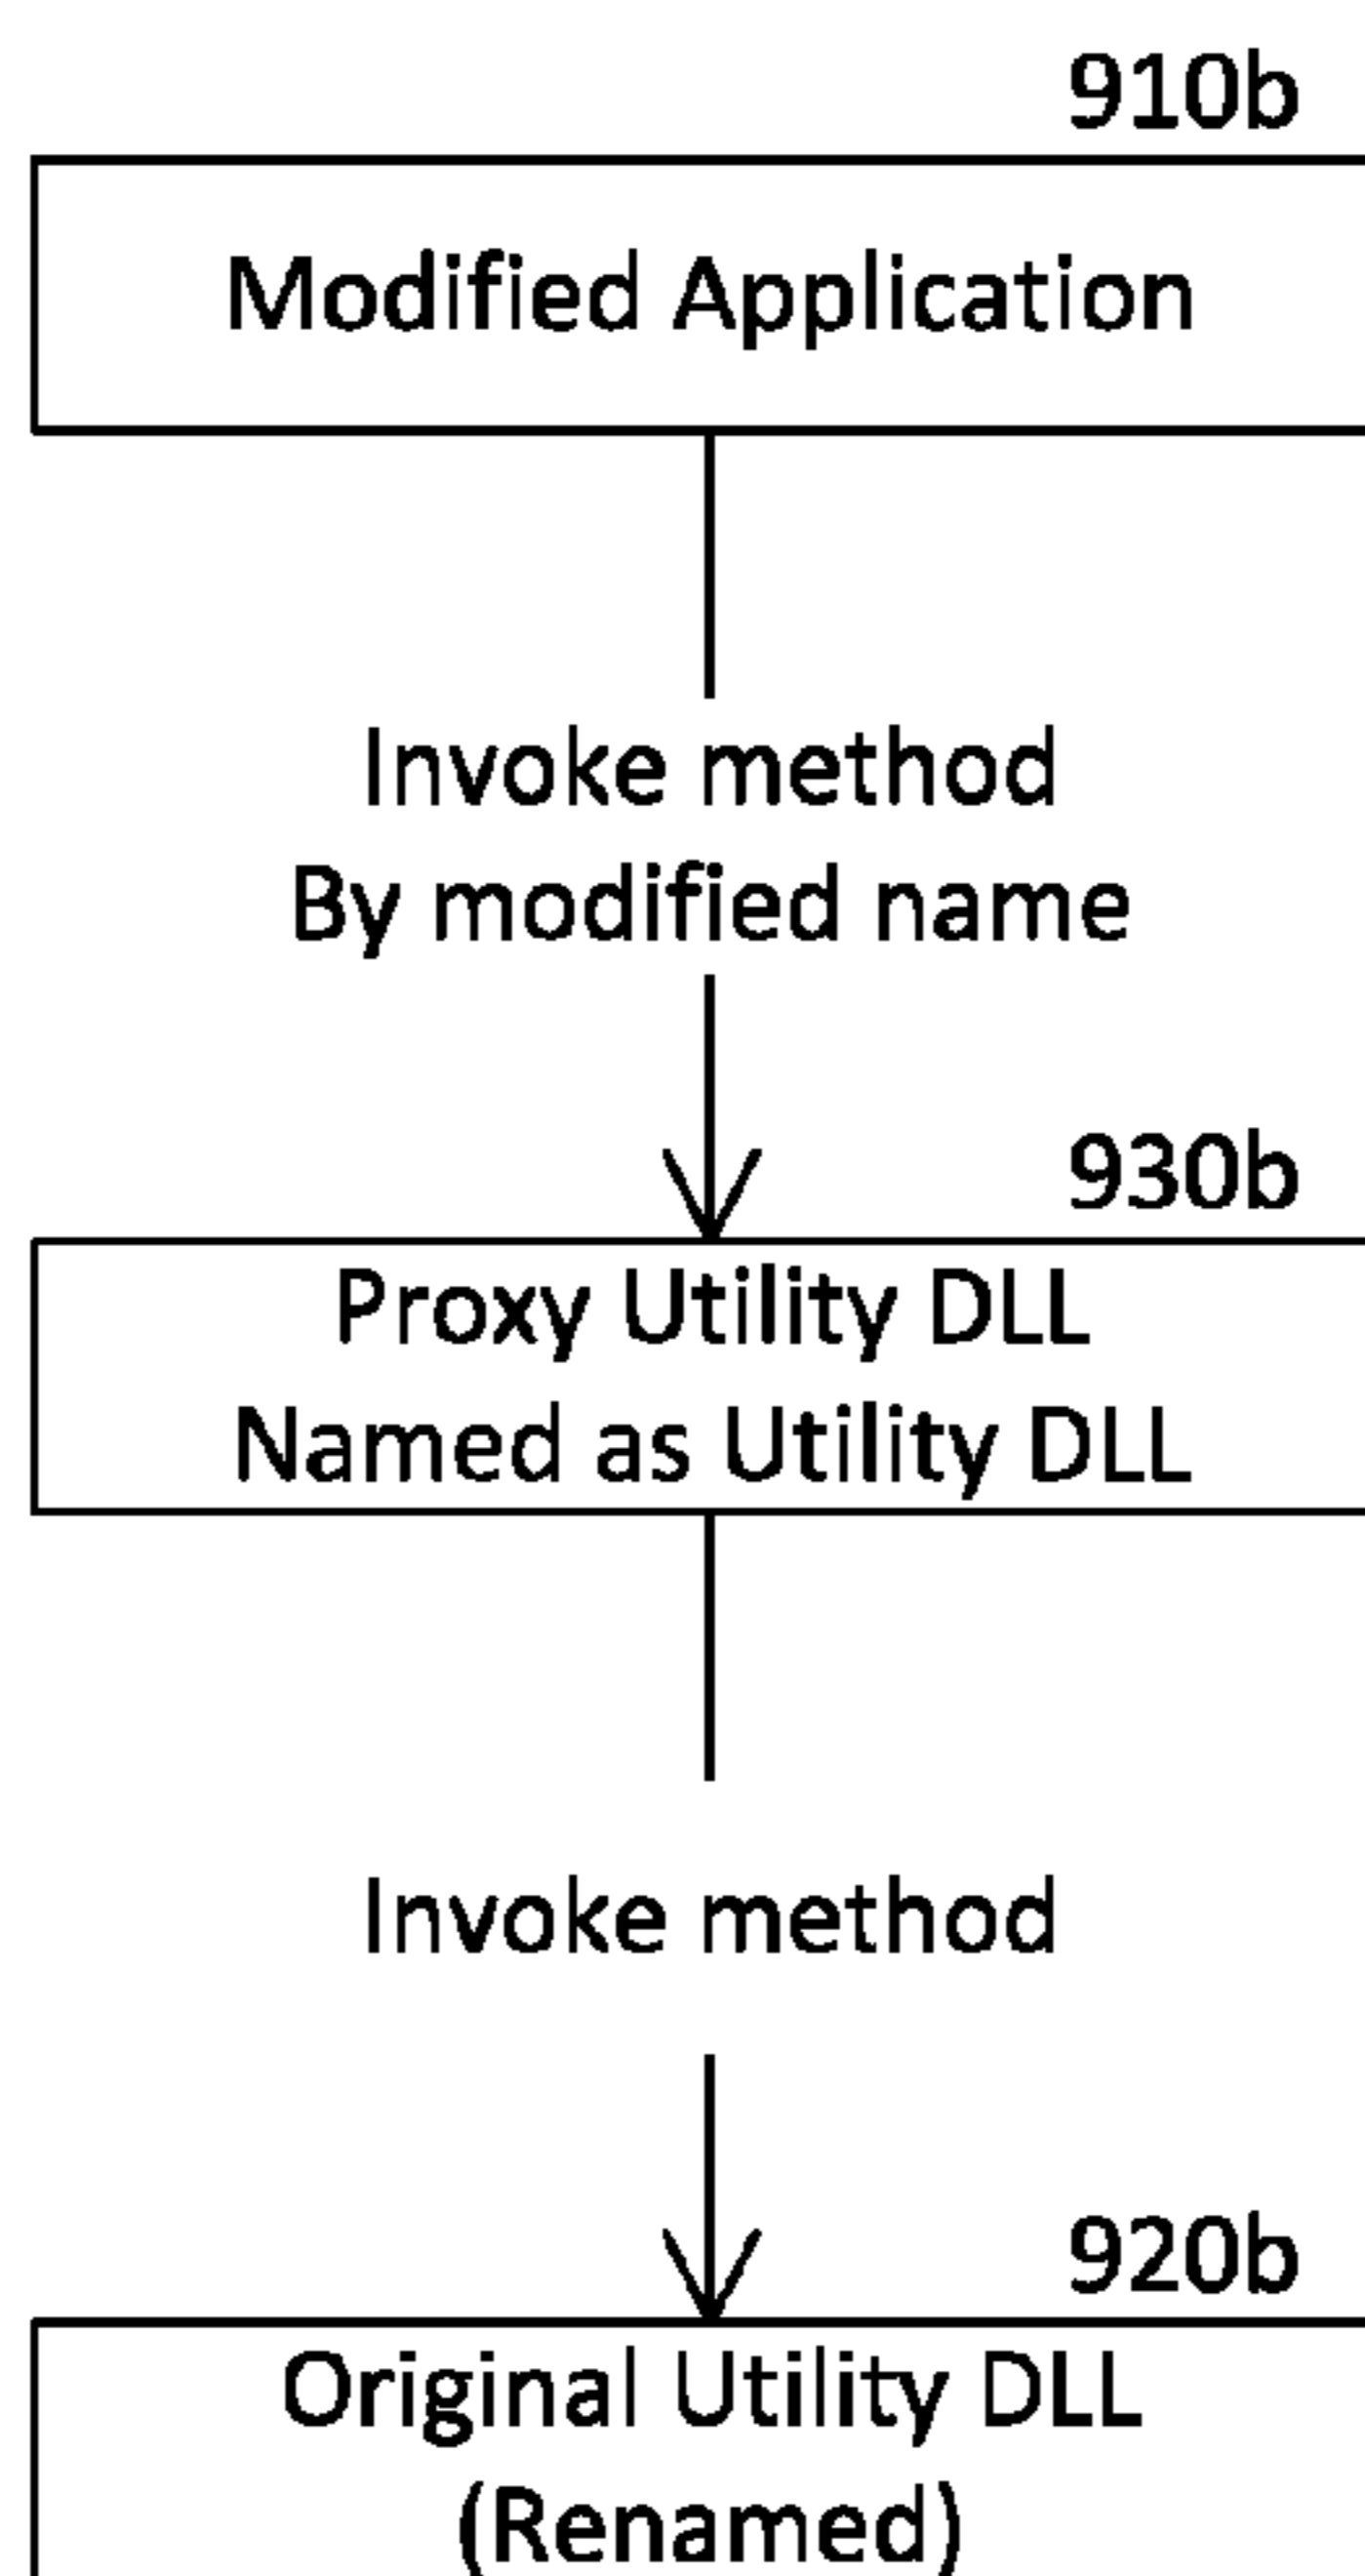 910b
Modified Application
Invoke method
By modified name
930b
Proxy Utility DLL
Named as Utility DLL
Invoke method
920b
Original Utility DLL
(Renamed)